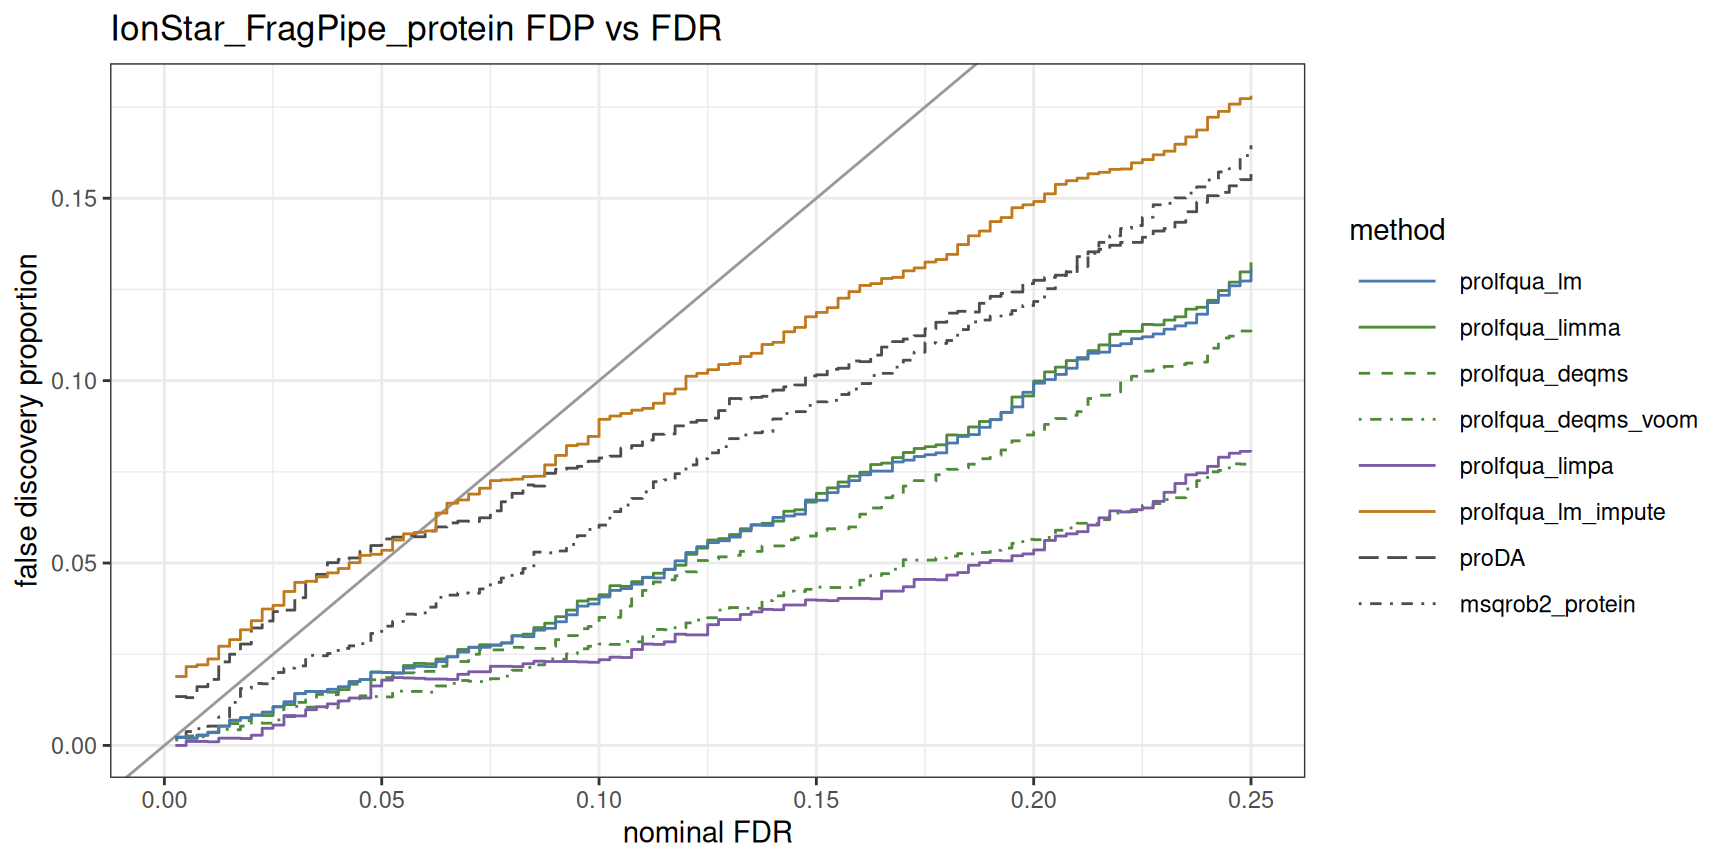 IonStar_FragPipe_protein FDP vs FDR
false discovery proportion
0.15
0.10
0.05
0.00
0.00 0.05 0.10 0.15 0.20 0.25
nominal FDR
method
prolfqua_lm
prolfqua_limma
prolfqua_deqms
prolfqua_deqms_voom
prolfqua_limpa
prolfqua_lm_impute
proDA
msqrob2_protein